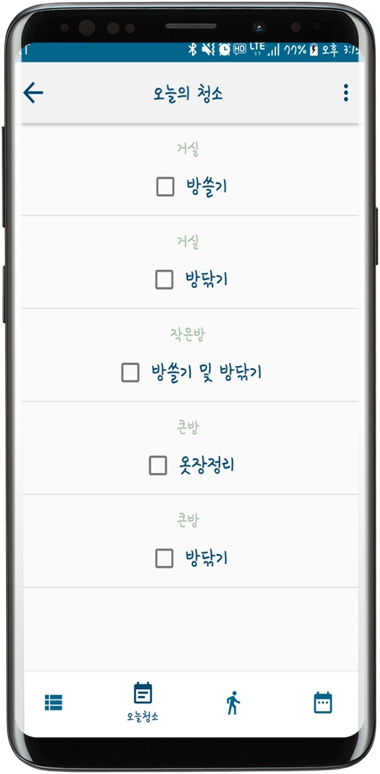 HD LTE 77% 오후 3:15
오늘의 청소
거실
방쓸기
거실
방닦기
작은방
방쓸기 및 방닦기
큰방
옷장정리
큰방
방닦기
오늘청소